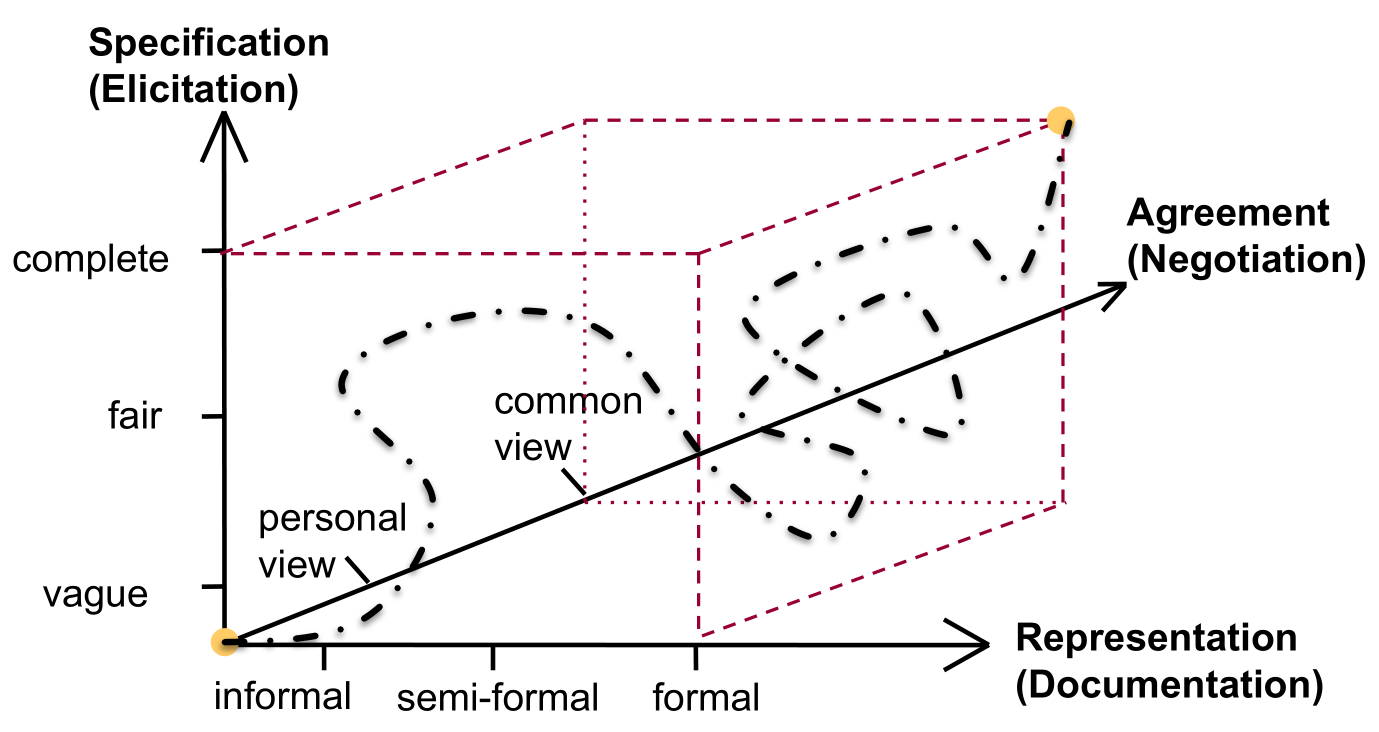 Specification
(Elicitation)
Agreement
(Negotiation)
complete
fair
common
view
personal
view
vague
Representation
(Documentation)
informal
semi-formal
formal